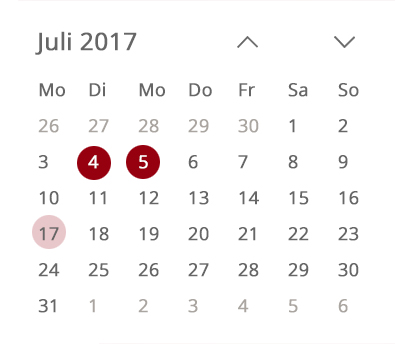 Juli 2017
Mo Di Mo Do Fr Sa So
26 27 28 29 30 1 2
3 4 5 6 7 8 9
10 11 12 13 14 15 16
17 18 19 20 21 22 23
24 25 26 27 28 29 30
31 1 2 3 4 5 6